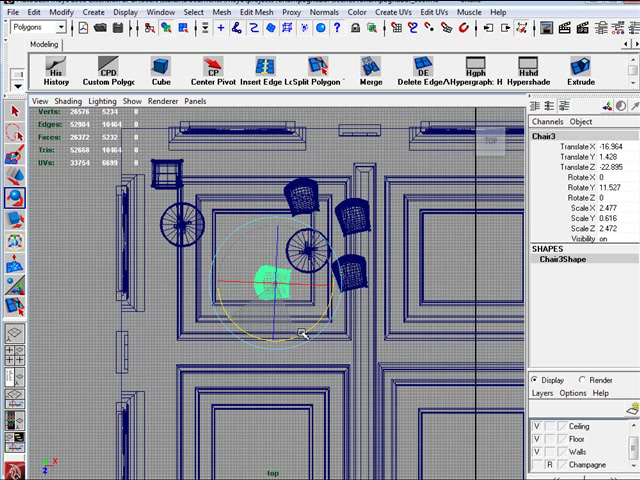 File Edit Modify Create Display Window Select Mesh Edit Mesh Proxy Normals Color Create UVs Edit UVs Muscle
Polygons
Modeling
His CPD CP DE Hgph Hshd
History Custom Polyg Cube Center Pivot Insert Edge Lo Split Polygon Merge Delete Edge/ Hypergraph: H Hypershade Extrude
View Shading Lighting Show Renderer Panels
Verts: 26576 5234 0
Edges: 52904 10464 0
Faces: 26372 5232 0
Tris: 52660 10464 0
UVs: 33754 6699 0
TOP
top
Channels Object
Chair3
Translate X -16.964
Translate Y 1.428
Translate Z -22.895
Rotate X 0
Rotate Y 11.527
Rotate Z 0
Scale X 2.477
Scale Y 0.616
Scale Z 2.472
Visibility on
SHAPES
Chair3Shape
Display Render
Layers Options Help
V Ceiling
V Floor
V Walls
R Champagne